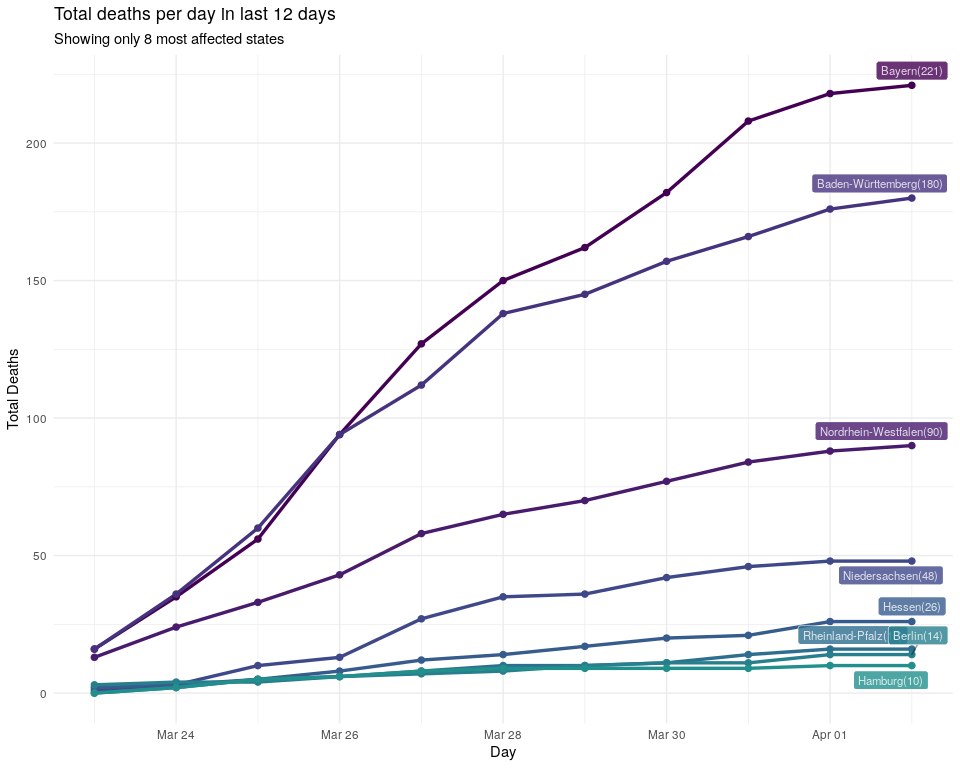 Total deaths per day in last 12 days
Showing only 8 most affected states
Total Deaths
200
150
100
50
0
Bayern(221)
Baden-Württemberg(180)
Nordrhein-Westfalen(90)
Niedersachsen(48)
Hessen(26)
Rheinland-Pfalz(
Berlin(14)
Hamburg(10)
Mar 24
Mar 26
Mar 28
Mar 30
Apr 01
Day